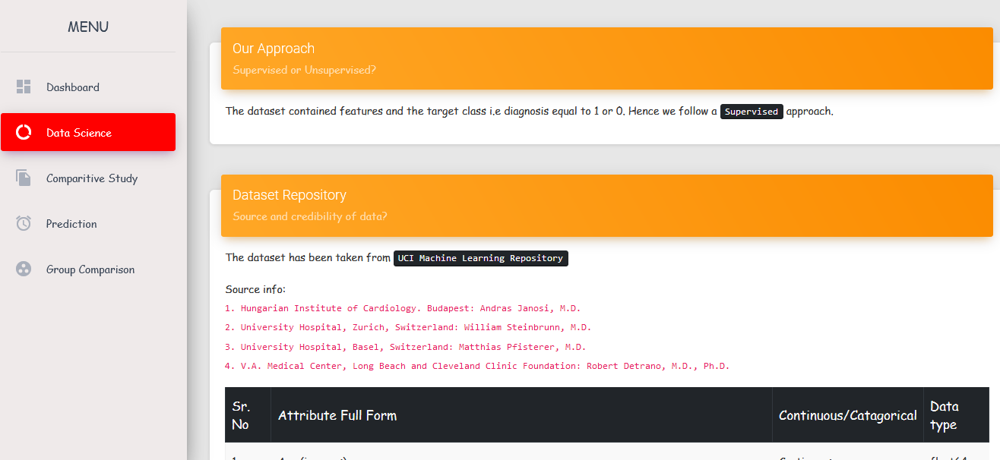 MENU
Dashboard
Data Science
Comparitive Study
Prediction
Group Comparison
Our Approach
Supervised or Unsupervised?
The dataset contained features and the target class i.e diagnosis equal to 1 or 0. Hence we follow a Supervised approach.
Dataset Repository
Source and credibility of data?
The dataset has been taken from UCI Machine Learning Repository
Source info:
1. Hungarian Institute of Cardiology. Budapest: Andras Janosi, M.D.
2. University Hospital, Zurich, Switzerland: William Steinbrunn, M.D.
3. University Hospital, Basel, Switzerland: Matthias Pfisterer, M.D.
4. V.A. Medical Center, Long Beach and Cleveland Clinic Foundation: Robert Detrano, M.D., Ph.D.
Sr.
No
Attribute Full Form
Continuous/Catagorical
Data
type